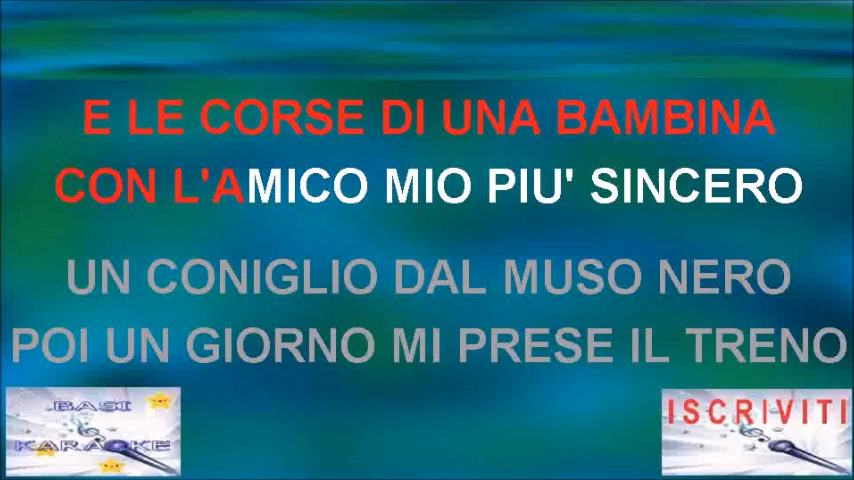 E LE CORSE DI UNA BAMBINA
CON L'AMICO MIO PIU' SINCERO
UN CONIGLIO DAL MUSO NERO
POI UN GIORNO MI PRESE IL TRENO
BASI
KARAOKE
ISCRIVITI